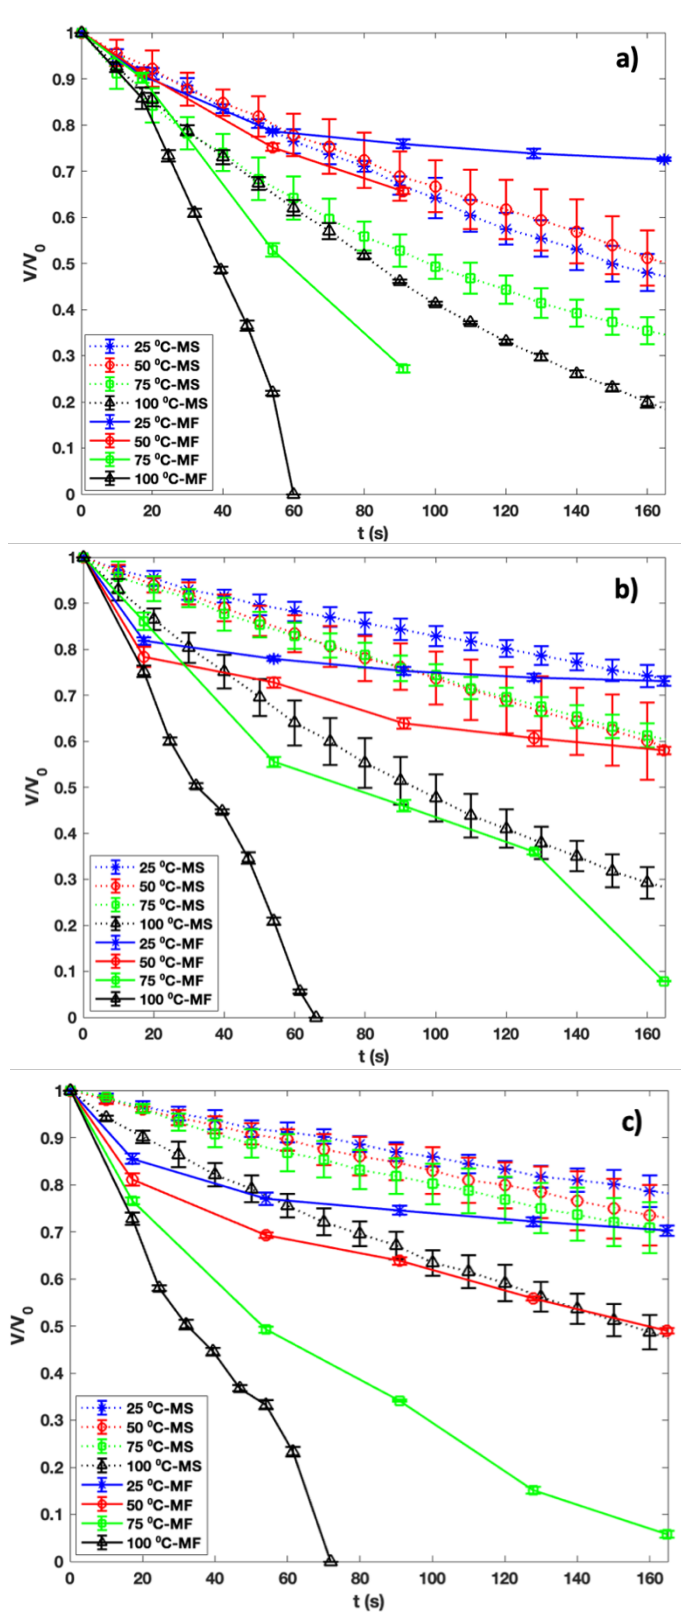 a)
1
0.9
0.8
0.7
0.6
0.5
0.4
0.3
0.2
0.1
0
V/V0
25 ⁰C-MS
50 ⁰C-MS
75 ⁰C-MS
100 ⁰C-MS
25 ⁰C-MF
50 ⁰C-MF
75 ⁰C-MF
100 ⁰C-MF
0 20 40 60 80 100 120 140 160
t (s)
b)
1
0.9
0.8
0.7
0.6
0.5
0.4
0.3
0.2
0.1
0
V/V0
25 ⁰C-MS
50 ⁰C-MS
75 ⁰C-MS
100 ⁰C-MS
25 ⁰C-MF
50 ⁰C-MF
75 ⁰C-MF
100 ⁰C-MF
0 20 40 60 80 100 120 140 160
t (s)
c)
1
0.9
0.8
0.7
0.6
0.5
0.4
0.3
0.2
0.1
0
V/V0
25 ⁰C-MS
50 ⁰C-MS
75 ⁰C-MS
100 ⁰C-MS
25 ⁰C-MF
50 ⁰C-MF
75 ⁰C-MF
100 ⁰C-MF
0 20 40 60 80 100 120 140 160
t (s)